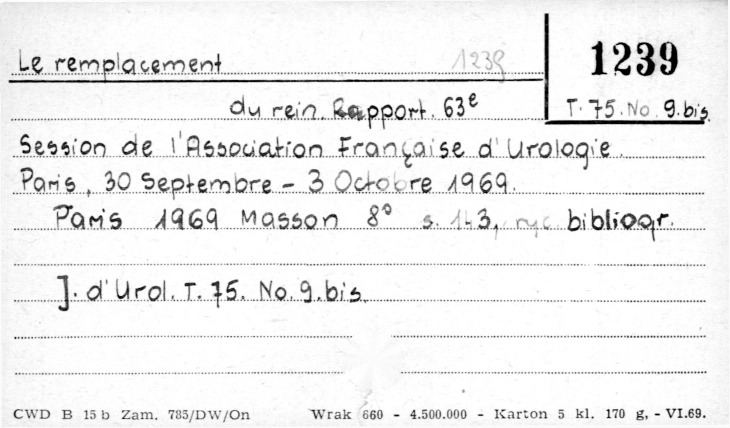 Le remplacement 1239 1239
du rein. Rapport. 63e T. 75. No 9. bis
Session de l'Association Française d'Urologie.
Paris, 30 Septembre - 3 Octobre 1969.
Paris 1969 Masson 8° s. 143, ryc. bibliogr.
J. d'Urol. T. 75. No. 9. bis.
CWD B 15 b Zam. 785/DW/On Wrak 660 - 4.500.000 - Karton 5 kl. 170 g, - VI.69.